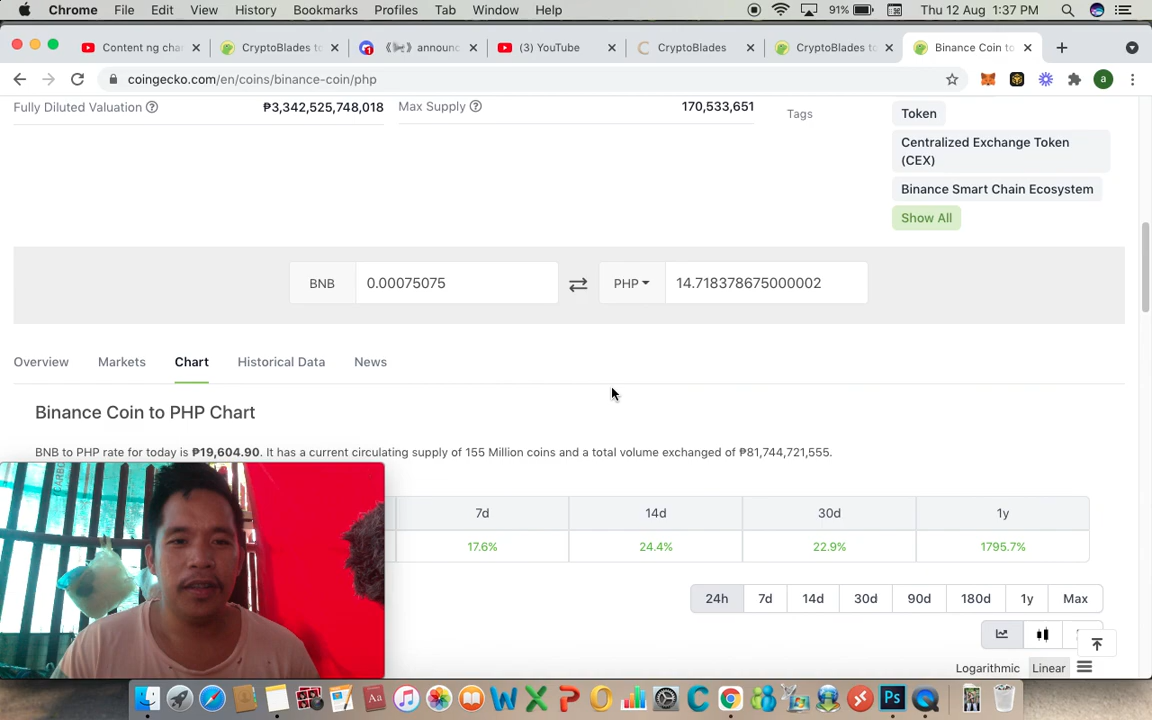 Chrome File Edit View History Bookmarks Profiles Tab Window Help 91% Thu 12 Aug 1:37 PM
Content ng cha CryptoBlades to announc (3) YouTube CryptoBlades CryptoBlades to Binance Coin to
coingecko.com/en/coins/binance-coin/php a
Fully Diluted Valuation ₱3,342,525,748,018 Max Supply 170,533,651 Tags Token
Centralized Exchange Token
(CEX)
Binance Smart Chain Ecosystem
Show All
BNB 0.00075075 PHP 14.718378675000002
Overview Markets Chart Historical Data News
Binance Coin to PHP Chart
BNB to PHP rate for today is ₱19,604.90. It has a current circulating supply of 155 Million coins and a total volume exchanged of ₱81,744,721,555.
7d 14d 30d 1y
17.6% 24.4% 22.9% 1795.7%
24h 7d 14d 30d 90d 180d 1y Max
Logarithmic Linear